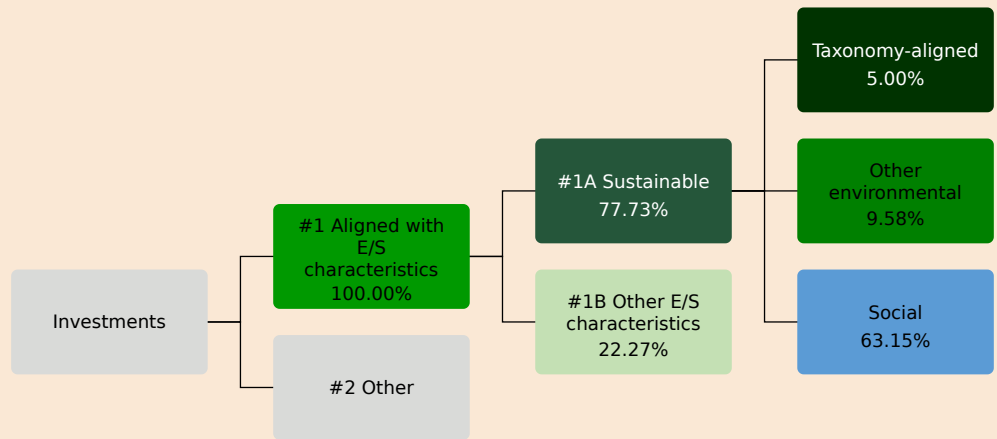 Investments
#1 Aligned with
E/S
characteristics
100.00%
#2 Other
#1A Sustainable
77.73%
#1B Other E/S
characteristics
22.27%
Taxonomy-aligned
5.00%
Other
environmental
9.58%
Social
63.15%